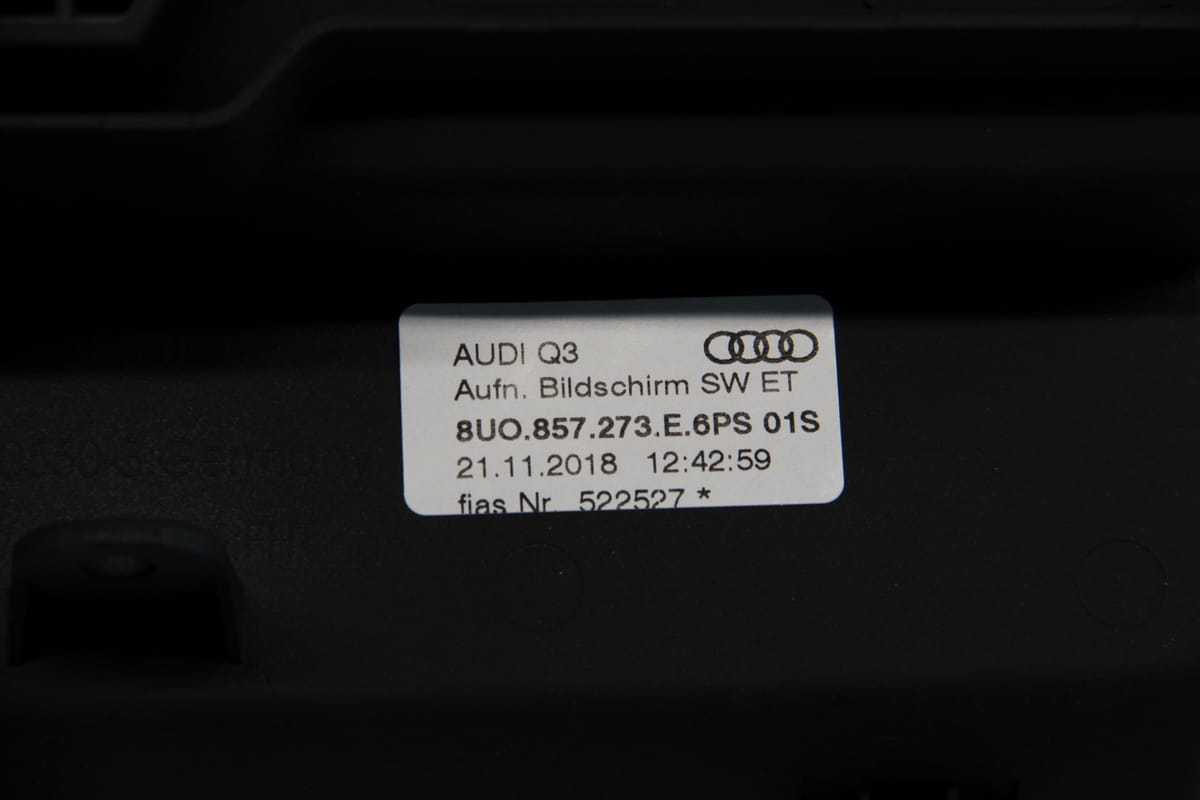 AUDI Q3
Aufn. Bildschirm SW ET
8UO.857.273.E.6PS 01S
21.11.2018 12:42:59
fias Nr. 522527 *
Germany